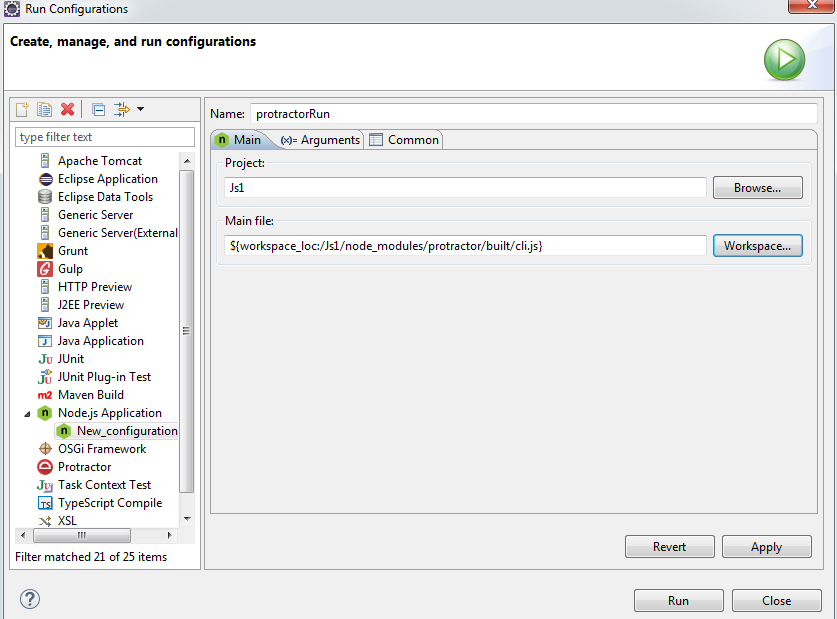 Run Configurations
Create, manage, and run configurations
type filter text
Apache Tomcat
Eclipse Application
Eclipse Data Tools
Generic Server
Generic Server(External
Grunt
Gulp
HTTP Preview
J2EE Preview
Java Applet
Java Application
JUnit
JUnit Plug-in Test
Maven Build
Node.js Application
New_configuration
OSGi Framework
Protractor
Task Context Test
TypeScript Compile
XSL
Filter matched 21 of 25 items
Name: protractorRun
Main (x)= Arguments Common
Project:
Js1 Browse...
Main file:
${workspace_loc:/Js1/node_modules/protractor/built/cli.js} Workspace...
Revert Apply
? Run Close